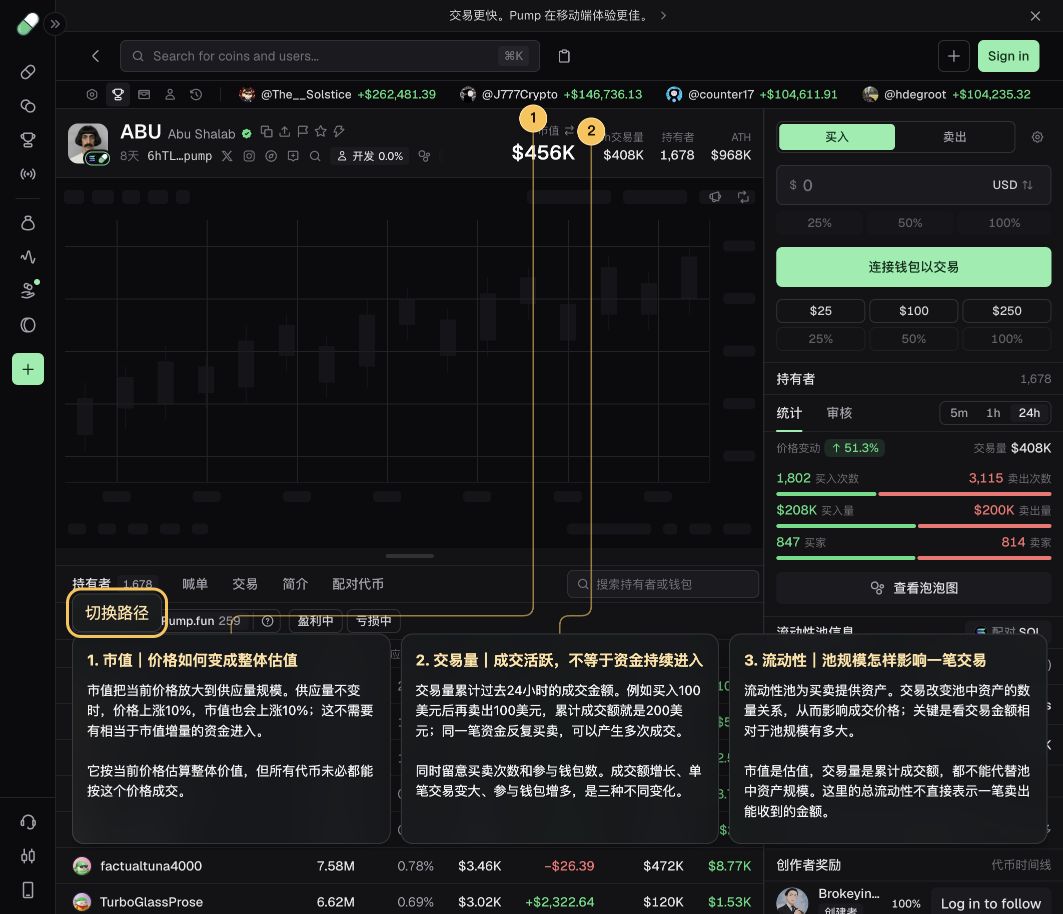 交易更快。Pump 在移动端体验更佳。
Search for coins and users...
⌘K
Sign in
@The__Solstice +$262,481.39
@J777Crypto +$146,736.13
@counter17 +$104,611.91
@hdegroot +$104,235.32
ABU Abu Shalab
8天 6hTL…pump
开发 0.0%
1
市值
$456K
2
交易量
$408K
持有者
1,678
ATH
$968K
买入
卖出
$ 0
USD
25%
50%
100%
连接钱包以交易
$25
$100
$250
25%
50%
100%
持有者
1,678
统计
审核
5m
1h
24h
价格变动
↑ 51.3%
交易量 $408K
1,802 买入次数
3,115 卖出次数
$208K 买入量
$200K 卖出量
847 买家
814 卖家
查看泡泡图
流动性池信息
配对 SOL
持有者 1,678
喊单
交易
简介
配对代币
搜索持有者或钱包
切换路径
Pump.fun 259
盈利中
亏损中
1. 市值｜价格如何变成整体估值
市值把当前价格放大到供应量规模。供应量不变
时，价格上涨10%，市值也会上涨10%；这不需要
有相当于市值增量的资金进入。
它按当前价格估算整体价值，但所有代币未必都能
按这个价格成交。
2. 交易量｜成交活跃，不等于资金持续进入
交易量累计过去24小时的成交金额。例如买入100
美元后再卖出100美元，累计成交额就是200美
元；同一笔资金反复买卖，可以产生多次成交。
同时留意买卖次数和参与钱包数。成交额增长、单
笔交易变大、参与钱包增多，是三种不同变化。
3. 流动性｜池规模怎样影响一笔交易
流动性池为买卖提供资产。交易改变池中资产的数
量关系，从而影响成交价格；关键是看交易金额相
对于池规模有多大。
市值是估值，交易量是累计成交额，都不能代替池
中资产规模。这里的总流动性不直接表示一笔卖出
能收到的金额。
factualtuna4000
7.58M
0.78%
$3.46K
−$26.39
$472K
$8.77K
TurboGlassProse
6.62M
0.69%
$3.02K
+$2,322.64
$120K
$1.53K
创作者奖励
代币时间线
Brokeyin...
创建者
100%
Log in to follow